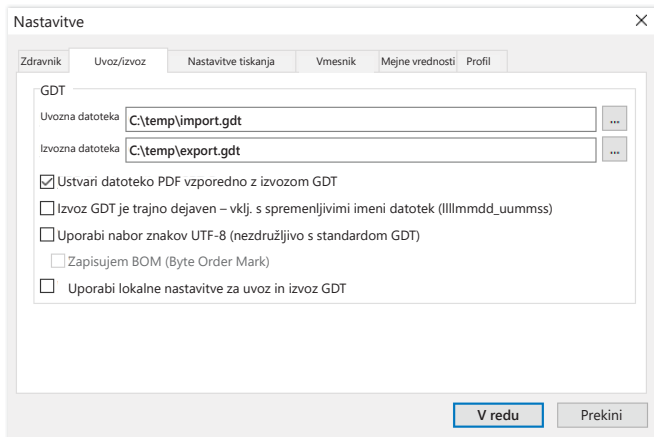 Nastavitve
Zdravnik Uvoz/izvoz Nastavitve tiskanja Vmesnik Mejne vrednosti Profil
GDT
Uvozna datoteka C:\temp\import.gdt ...
Izvozna datoteka C:\temp\export.gdt ...
Ustvari datoteko PDF vzporedno z izvozom GDT
Izvoz GDT je trajno dejaven – vklj. s spremenljivimi imeni datotek (llllmmdd_uummss)
Uporabi nabor znakov UTF-8 (nezdružljivo s standardom GDT)
Zapisujem BOM (Byte Order Mark)
Uporabi lokalne nastavitve za uvoz in izvoz GDT
V redu Prekini